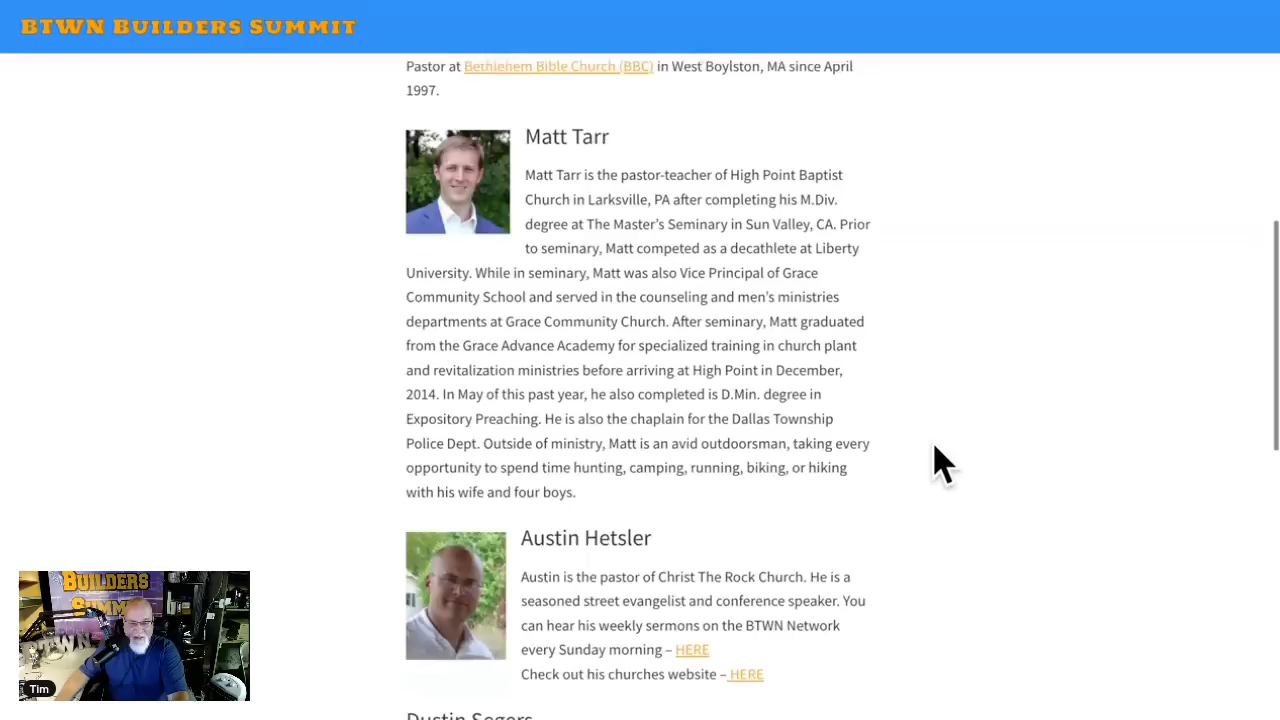 BTWN BUILDERS SUMMIT
Pastor at Bethlehem Bible Church (BBC) in West Boylston, MA since April
1997.
Matt Tarr
Matt Tarr is the pastor-teacher of High Point Baptist
Church in Larksville, PA after completing his M.Div.
degree at The Master’s Seminary in Sun Valley, CA. Prior
to seminary, Matt competed as a decathlete at Liberty
University. While in seminary, Matt was also Vice Principal of Grace
Community School and served in the counseling and men’s ministries
departments at Grace Community Church. After seminary, Matt graduated
from the Grace Advance Academy for specialized training in church plant
and revitalization ministries before arriving at High Point in December,
2014. In May of this past year, he also completed is D.Min. degree in
Expository Preaching. He is also the chaplain for the Dallas Township
Police Dept. Outside of ministry, Matt is an avid outdoorsman, taking every
opportunity to spend time hunting, camping, running, biking, or hiking
with his wife and four boys.
Austin Hetsler
Austin is the pastor of Christ The Rock Church. He is a
seasoned street evangelist and conference speaker. You
can hear his weekly sermons on the BTWN Network
every Sunday morning – HERE
Check out his churches website – HERE
Dustin Segers
BUILDERS
SUMMIT
BTWN
Tim